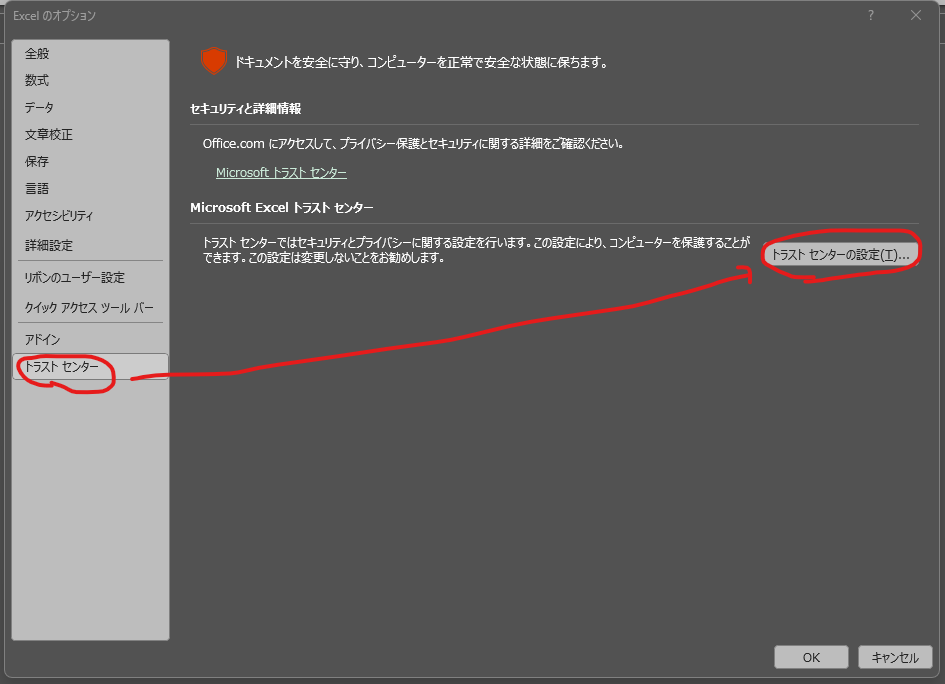 Excel のオプション
?
全般
数式
データ
文章校正
保存
言語
アクセシビリティ
詳細設定
リボンのユーザー設定
クイック アクセス ツール バー
アドイン
トラスト センター
ドキュメントを安全に守り、コンピューターを正常で安全な状態に保ちます。
セキュリティと詳細情報
Office.com にアクセスして、プライバシー保護とセキュリティに関する詳細をご確認ください。
Microsoft トラスト センター
Microsoft Excel トラスト センター
トラスト センターではセキュリティとプライバシーに関する設定を行います。この設定により、コンピューターを保護することが
できます。この設定は変更しないことをお勧めします。
トラスト センターの設定(T)...
OK
キャンセル